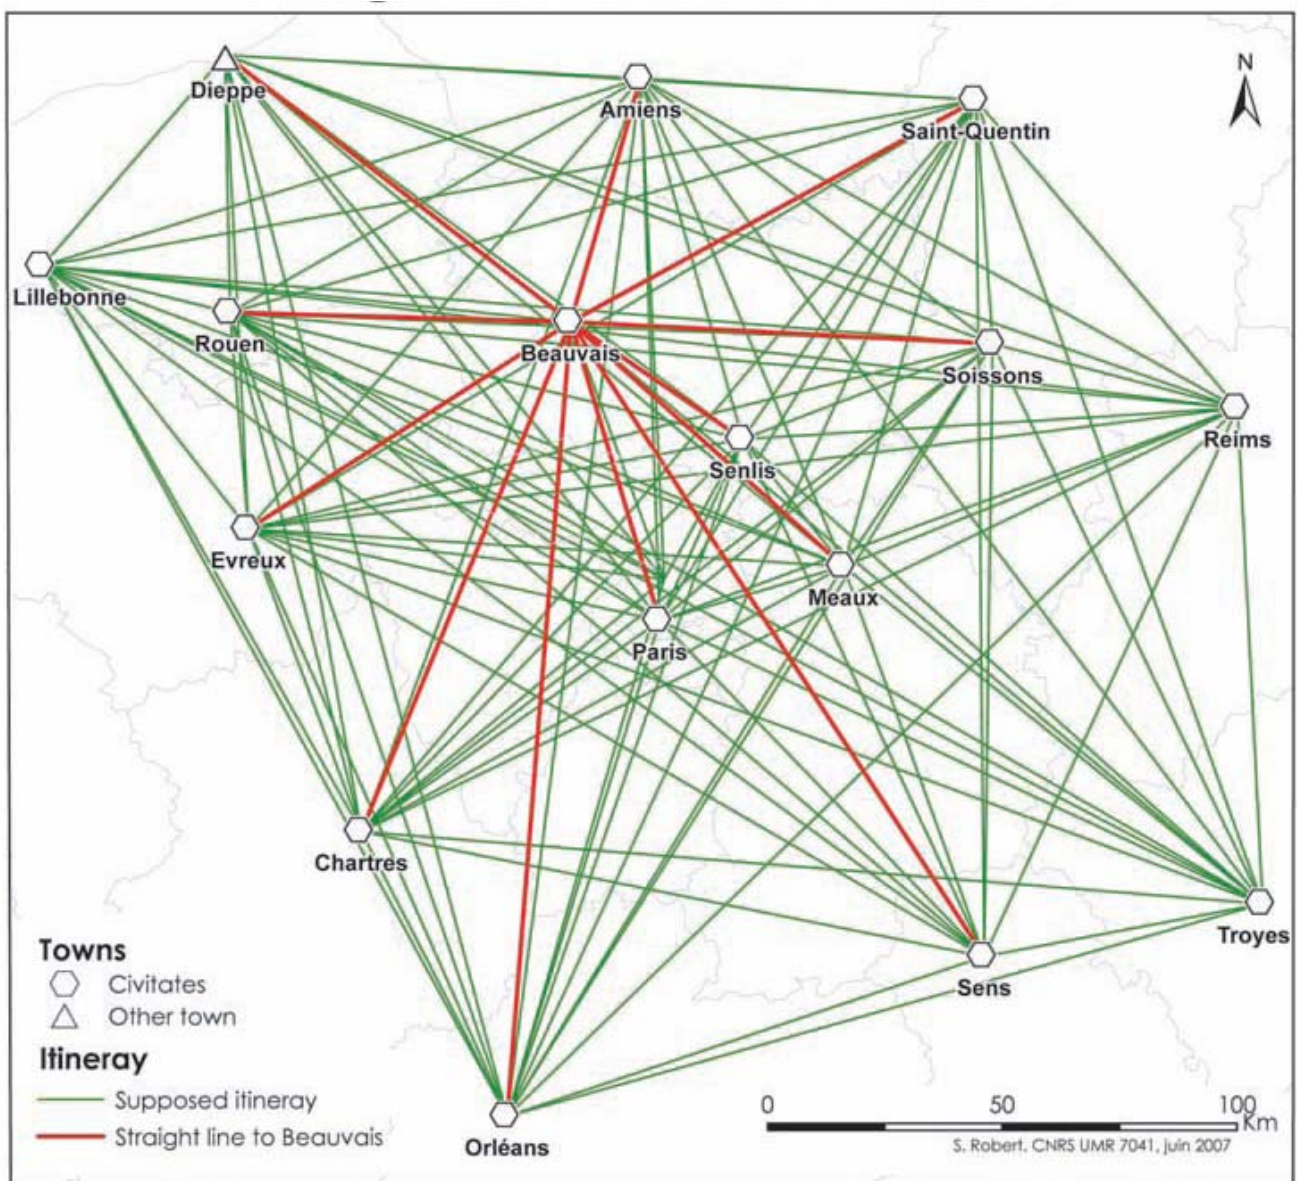 N
Dieppe
Amiens
Saint-Quentin
Lillebonne
Rouen
Beauvais
Soissons
Reims
Senlis
Evreux
Meaux
Paris
Chartres
Troyes
Sens
Orléans
Towns
Civitates
Other town
Itineray
Supposed itineray
Straight line to Beauvais
0 50 100
Km
S. Robert. CNRS UMR 7041, juin 2007